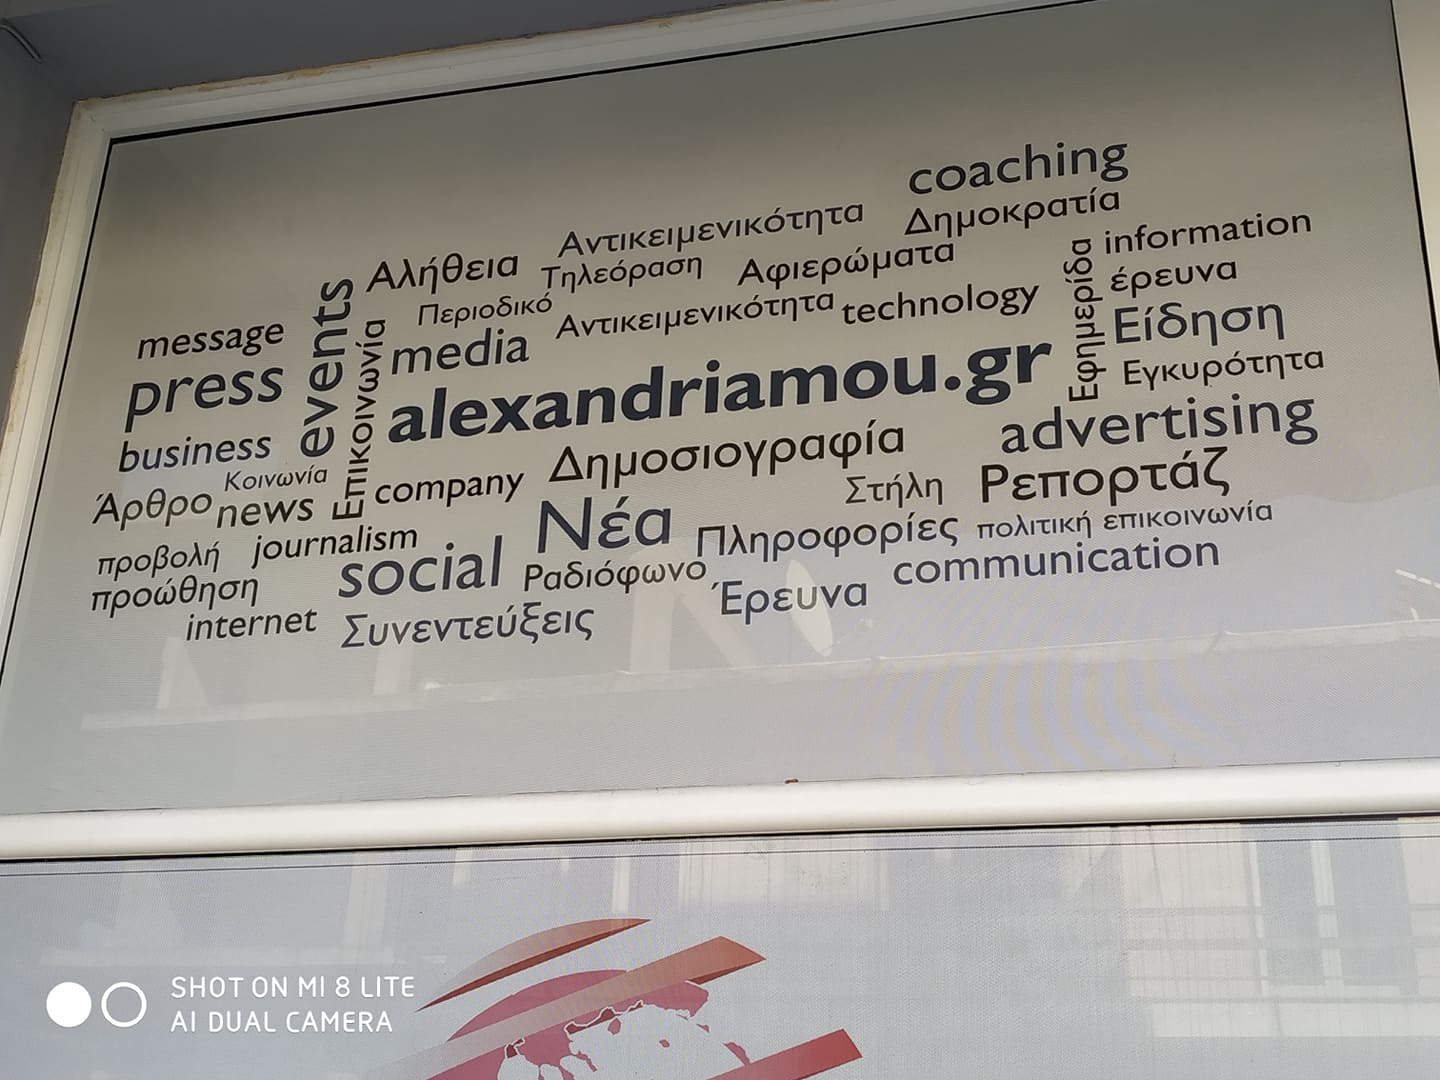 coaching
Αντικειμενικότητα Δημοκρατία
Αλήθεια Τηλεόραση Αφιερώματα information
events Περιοδικό Αντικειμενικότητα technology Εφημερίδα έρευνα
message Επικοινωνία media Είδηση
press alexandriamou.gr Εγκυρότητα
business Δημοσιογραφία advertising
Κοινωνία company Στήλη Ρεπορτάζ
Άρθρο news Νέα Πληροφορίες πολιτική επικοινωνία
προβολή journalism social Ραδιόφωνο communication
προώθηση Έρευνα
internet Συνεντεύξεις
SHOT ON MI 8 LITE
AI DUAL CAMERA